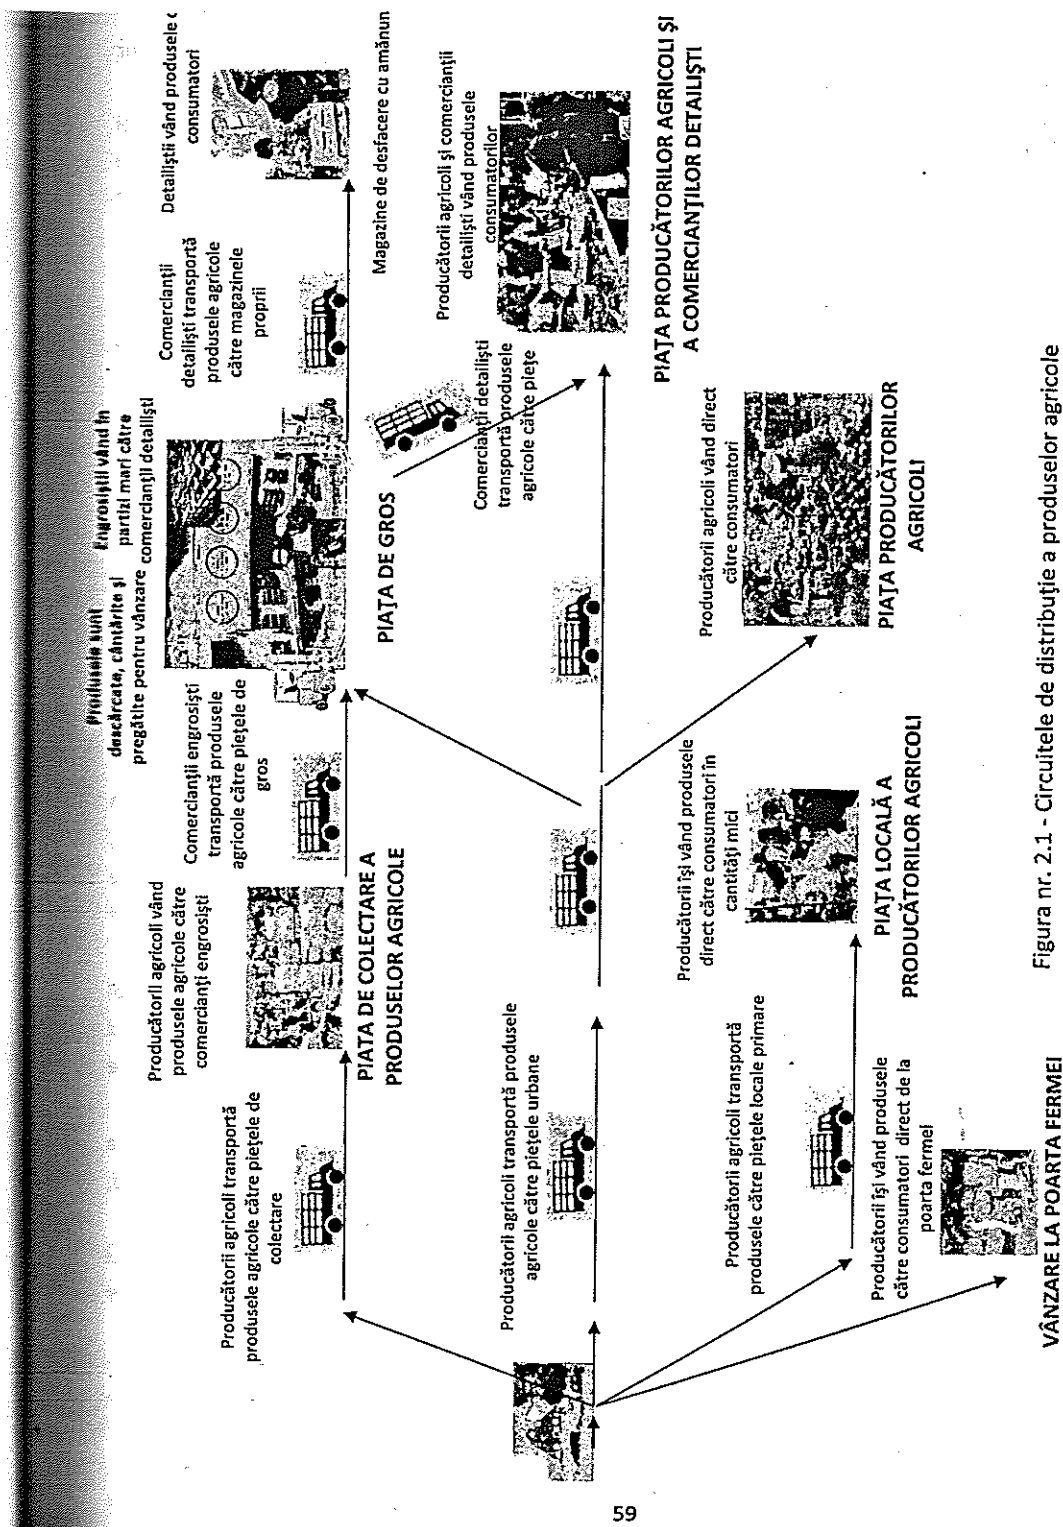 Producătorii agricoli transportă
produsele agricole către piețele de
colectare
Producătorii agricoli vând
produsele agricole către
comercianți engrosiști
PIAȚA DE COLECTARE A
PRODUSELOR AGRICOLE
Comercianții engrosiști
transportă produsele
agricole către piețele de
gros
Produsele sunt
descărcate, cântărite și
pregătite pentru vânzare
Engrosiștii vând în
partizi mari către
comercianții detailiști
PIAȚA DE GROS
Comercianții
detailiști transportă
produsele agricole
către magazinele
proprii
Detailiștii vând produsele c
consumatori
Magazine de desfacere cu amănun
Producătorii agricoli transportă produsele
agricole către piețele urbane
Comercianții detailiști
transportă produsele
agricole către piețe
Producătorii agricoli și comercianții
detailiști vând produsele
consumatorilor
PIAȚA PRODUCĂTORILOR AGRICOLI ȘI
A COMERCIANȚILOR DETAILIȘTI
Producătorii agricoli vând direct
către consumatori
PIAȚA PRODUCĂTORILOR
AGRICOLI
Producătorii agricoli transportă
produsele către piețele locale primare
Producătorii își vând produsele
direct către consumatori în
cantități mici
PIAȚA LOCALĂ A
PRODUCĂTORILOR AGRICOLI
Producătorii își vând produsele
către consumatori direct de la
poarta fermei
VÂNZARE LA POARTA FERMEI
Figura nr. 2.1 - Circuitele de distribuție a produselor agricole
59